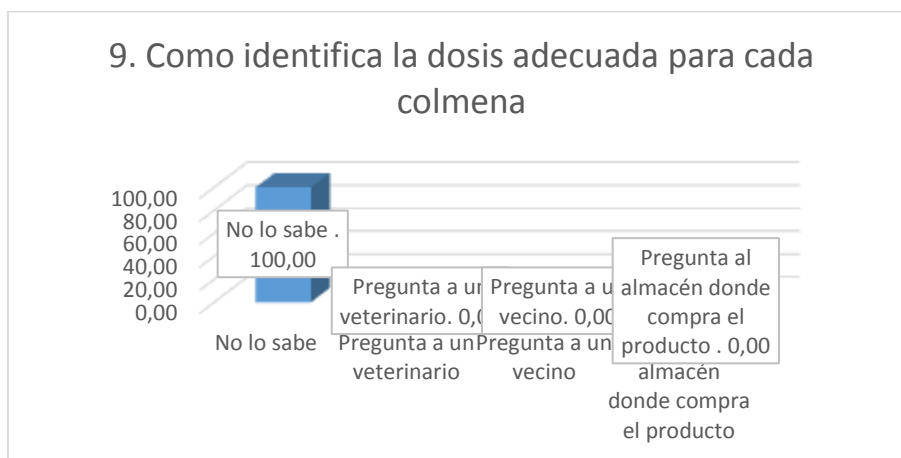 9. Como identifica la dosis adecuada para cada
colmena
100,00
80,00
60,00
40,00
20,00
0,00
No lo sabe .
100,00
Pregunta a un
veterinario. 0,0
Pregunta a u
vecino. 0,00
Pregunta al
almacén donde
compra el
producto . 0,00
No lo sabe
Pregunta a un
veterinario
Pregunta a un
vecino
almacén
donde compra
el producto